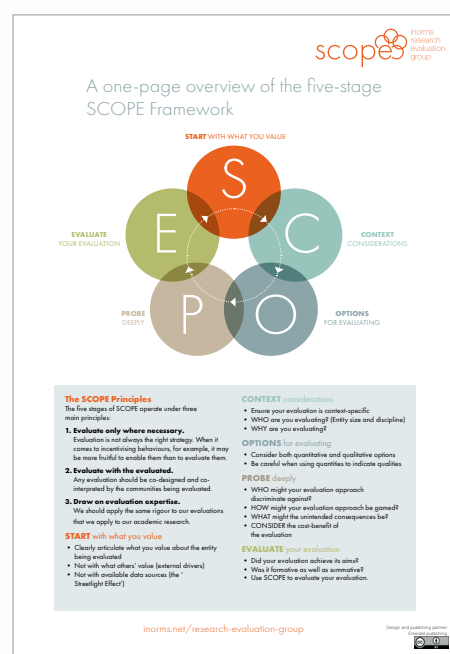 scope
inorms
research
evaluation
group
A one-page overview of the five-stage
SCOPE Framework
START WITH WHAT YOU VALUE
S
E
C
P
O
EVALUATE
YOUR EVALUATION
CONTEXT
CONSIDERATIONS
PROBE
DEEPLY
OPTIONS
FOR EVALUATING
The SCOPE Principles
The five stages of SCOPE operate under three
main principles:
1. Evaluate only where necessary.
Evaluation is not always the right strategy. When it
comes to incentivising behaviours, for example, it may
be more fruitful to enable them than to evaluate them.
2. Evaluate with the evaluated.
Any evaluation should be co-designed and co-
interpreted by the communities being evaluated.
3. Draw on evaluation expertise.
We should apply the same rigour to our evaluations
that we apply to our academic research.
START with what you value
• Clearly articulate what you value about the entity
being evaluated
• Not with what others' value (external drivers)
• Not with available data sources (the '
Streetlight Effect')
CONTEXT considerations
• Ensure your evaluation is context-specific
• WHO are you evaluating? (Entity size and discipline)
• WHY are you evaluating?
OPTIONS for evaluating
• Consider both quantitative and qualitative options
• Be careful when using quantities to indicate qualities
PROBE deeply
• WHO might your evaluation approach
discriminate against?
• HOW might your evaluation approach be gamed?
• WHAT might the unintended consequences be?
• CONSIDER the cost-benefit of
the evaluation
EVALUATE your evaluation
• Did your evaluation achieve its aims?
• Was it formative as well as summative?
• Use SCOPE to evaluate your evaluation.
inorms.net/research-evaluation-group
Design and publishing partner:
Emerald publishing
cc
BY